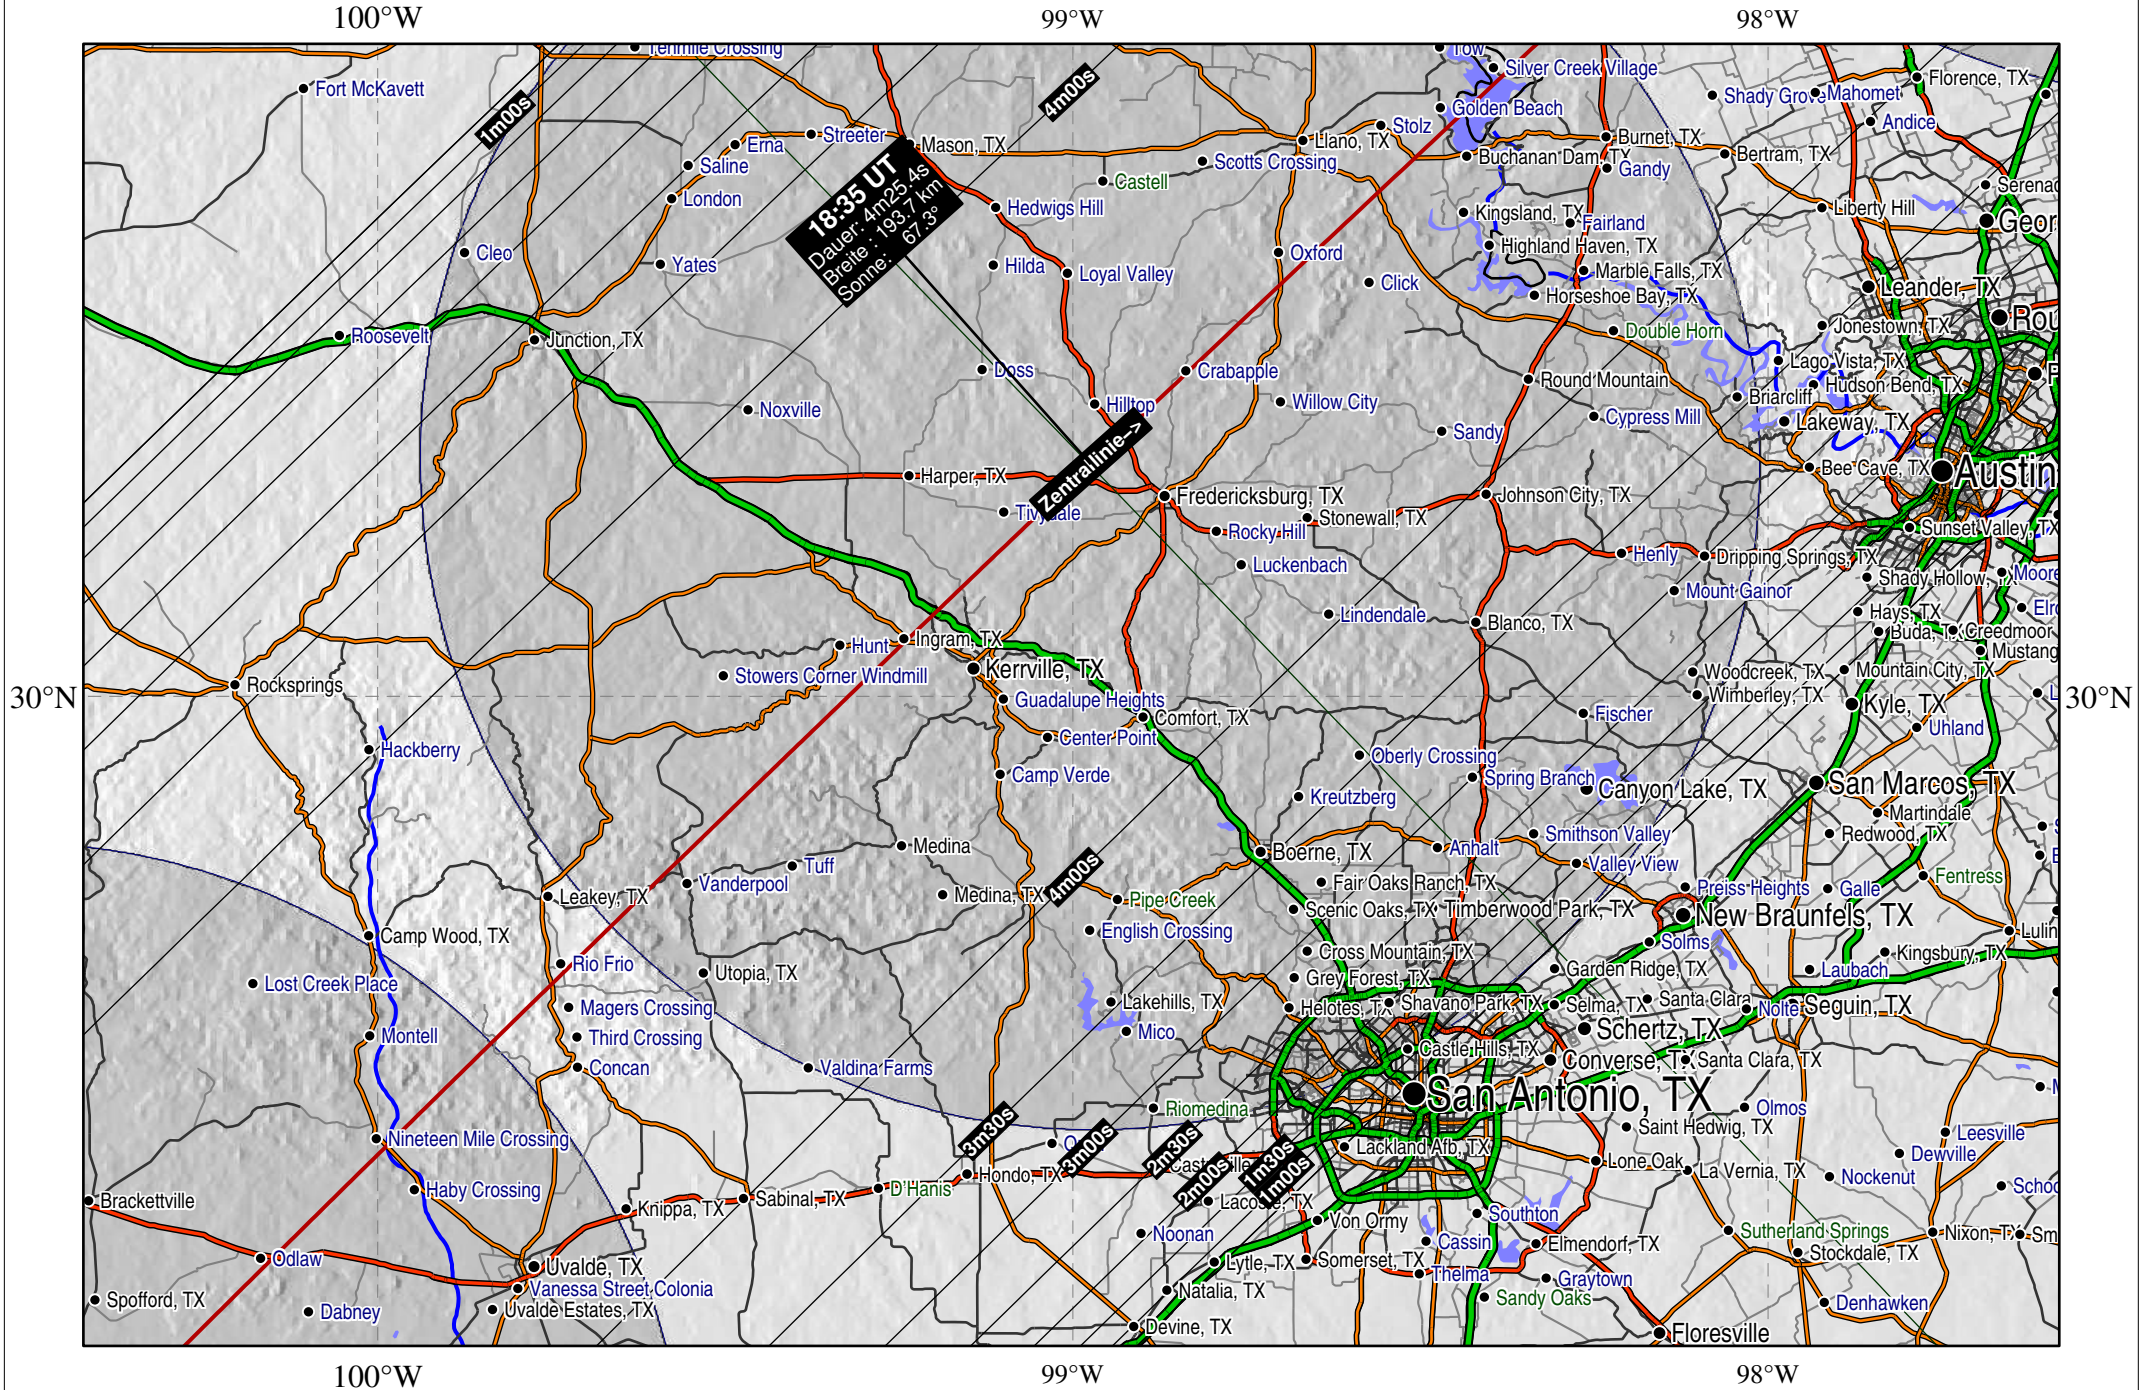 100°W
99°W
98°W
Tenmile Crossing
Tow
Silver Creek Village
Fort McKavett
1m00s
4m00s
Golden Beach
Shady Grove
Mahomet
Florence, TX
Andice
Streeter
Erna
Mason, TX
Stolz
Llano, TX
Burnet, TX
Saline
Scotts Crossing
Buchanan Dam, TX
Bertram, TX
Gandy
London
Castell
18:35 UT
Dauer: 4m25.4s
Breite : 193.7 km
Sonne: 67.3°
Hedwigs Hill
Kingsland, TX
Fairland
Liberty Hill
Cleo
Yates
Hilda
Loyal Valley
Oxford
Highland Haven, TX
Click
Marble Falls, TX
Horseshoe Bay, TX
Leander, TX
Roosevelt
Junction, TX
Double Horn
Jonestown, TX
Doss
Crabapple
Lago Vista, TX
Round Mountain
Hudson Bend, TX
Briarcliff
Noxville
Hilltop
Willow City
Sandy
Cypress Mill
Lakeway, TX
Zentrallinie-->
Harper, TX
Bee Cave, TX
Austin
Tivydale
Fredericksburg, TX
Johnson City, TX
Stonewall, TX
Rocky Hill
Sunset Valley, TX
Luckenbach
Henly
Dripping Springs, TX
Shady Hollow, TX
Mount Gainor
Lindendale
Blanco, TX
Hays, TX
Buda, TX
Creedmoor
Hunt
Ingram, TX
Mustang
Kerrville, TX
Stowers Corner Windmill
Rocksprings
Woodcreek, TX
Mountain City, TX
30°N
Guadalupe Heights
Wimberley, TX
Kyle, TX
30°N
Comfort, TX
Fischer
Uhland
Hackberry
Center Point
Camp Verde
Oberly Crossing
Spring Branch
Canyon Lake, TX
San Marcos, TX
Kreutzberg
Martindale
Smithson Valley
Redwood, TX
Medina
Boerne, TX
Anhalt
Valley View
Tuff
Vanderpool
4m00s
Leakey, TX
Medina, TX
Pipe Creek
Fair Oaks Ranch, TX
Preiss Heights
Galle
Fentress
Scenic Oaks, TX
Timberwood Park, TX
New Braunfels, TX
Camp Wood, TX
English Crossing
Solms
Cross Mountain, TX
Kingsbury, TX
Rio Frio
Utopia, TX
Grey Forest, TX
Garden Ridge, TX
Laubach
Lost Creek Place
Magers Crossing
Lakehills, TX
Helotes, TX
Shavano Park, TX
Selma, TX
Santa Clara
Nolte
Seguin, TX
Montell
Third Crossing
Mico
Schertz, TX
Castle Hills, TX
Converse, TX
Santa Clara, TX
Concan
Valdina Farms
San Antonio, TX
Riomedina
Olmos
Saint Hedwig, TX
Nineteen Mile Crossing
3m30s
3m00s
2m30s
2m00s
1m30s
1m00s
Lackland Afb, TX
Leesville
Dewville
Hondo, TX
Lone Oak
La Vernia, TX
Nockenut
Brackettville
Haby Crossing
Knippa, TX
Sabinal, TX
D'Hanis
Lacoste, TX
Von Ormy
Southton
Noonan
Cassin
Elmendorf, TX
Sutherland Springs
Nixon, TX
Stockdale, TX
Odlaw
Uvalde, TX
Lytle, TX
Somerset, TX
Thelma
Graytown
Spofford, TX
Vanessa Street Colonia
Natalia, TX
Sandy Oaks
Dabney
Uvalde Estates, TX
Denhawken
Devine, TX
Floresville
100°W
99°W
98°W